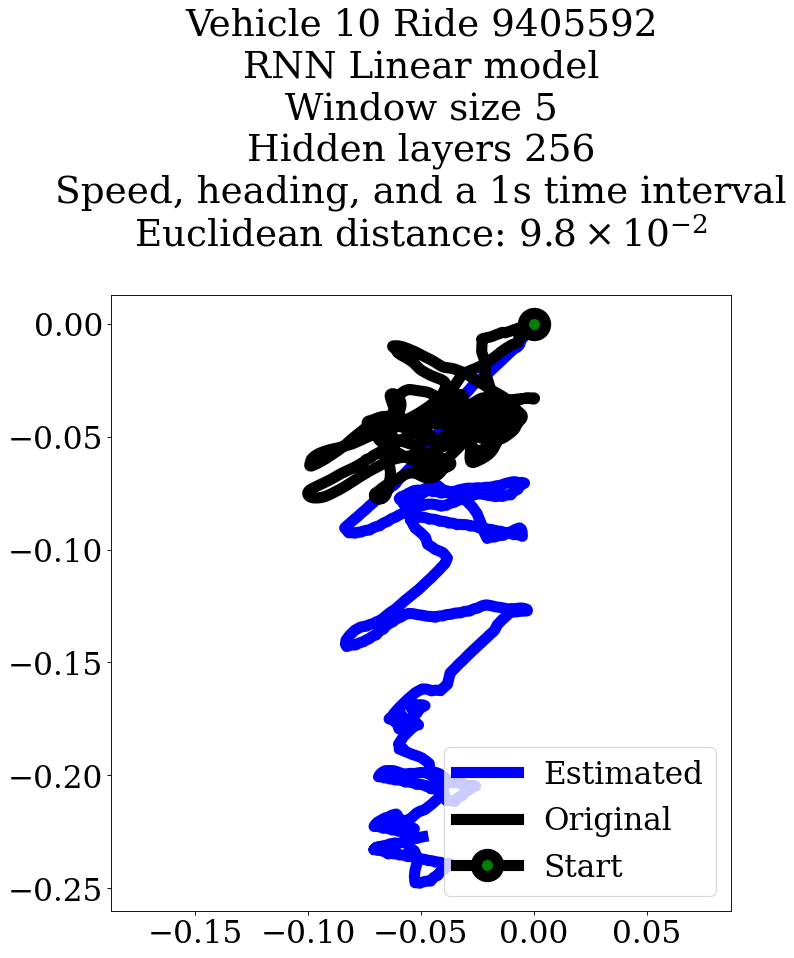 Vehicle 10 Ride 9405592
RNN Linear model
Window size 5
Hidden layers 256
Speed, heading, and a 1s time interval
Euclidean distance: 9.8 × 10⁻²
0.00
−0.05
−0.10
−0.15
−0.20
−0.25
Estimated
Original
Start
−0.15 −0.10 −0.05 0.00 0.05